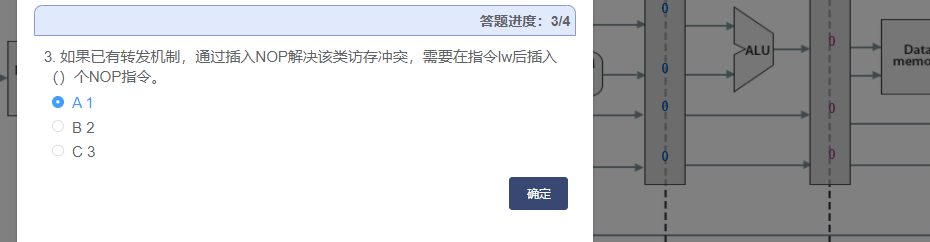 答题进度：3/4
3. 如果已有转发机制，通过插入NOP解决该类访存冲突，需要在指令lw后插入
（）个NOP指令。
A 1
B 2
C 3
确定
0
0
0
0
ALU
0
0
0
Data
memo